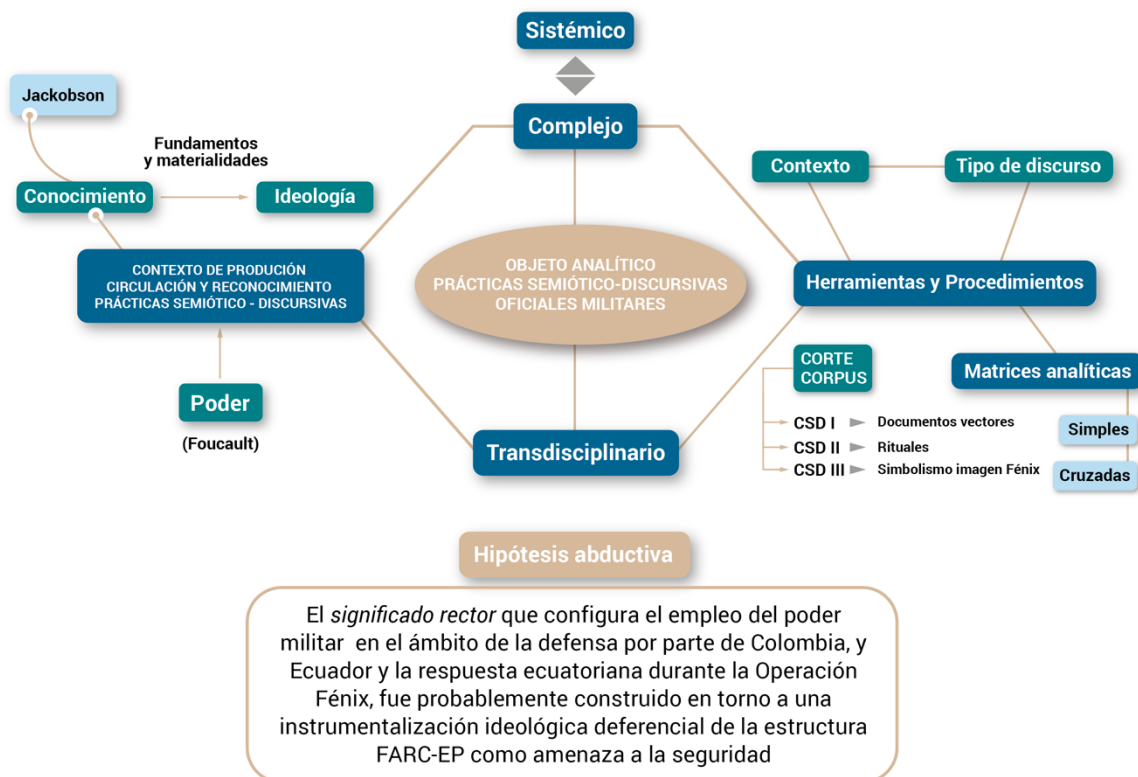 Sistémico
Complejo
Jackobson
Fundamentos
y materialidades
Conocimiento
Ideología
CONTEXTO DE PRODUCIÓN
CIRCULACIÓN Y RECONOCIMIENTO
PRÁCTICAS SEMIÓTICO - DISCURSIVAS
Poder
(Foucault)
OBJETO ANALÍTICO
PRÁCTICAS SEMIÓTICO-DISCURSIVAS
OFICIALES MILITARES
Transdisciplinario
Contexto
Tipo de discurso
Herramientas y Procedimientos
CORTE
CORPUS
CSD I Documentos vectores
CSD II Rituales
CSD III Simbolismo imagen Fénix
Matrices analíticas
Simples
Cruzadas
Hipótesis abductiva
El significado rector que configura el empleo del poder
militar en el ámbito de la defensa por parte de Colombia, y
Ecuador y la respuesta ecuatoriana durante la Operación
Fénix, fue probablemente construido en torno a una
instrumentalización ideológica deferencial de la estructura
FARC-EP como amenaza a la seguridad